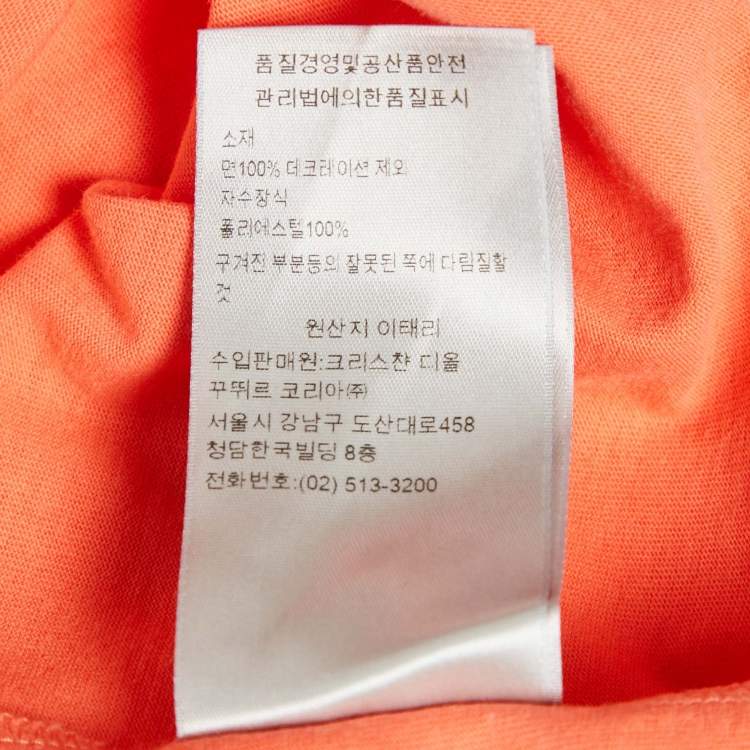 품질경영및공산품안전
관리법에의한품질표시
소재
면100% 데코레이션 제외
자수장식
폴리에스텔100%
구겨전 부분등의 잘못된 쪽에 다림질할
것
원산지 이태리
수입판매원:크리스챤 디올
꾸뛰르 코리아㈜
서울시 강남구 도산대로458
청담한국빌딩 8층
전화번호:(02) 513-3200